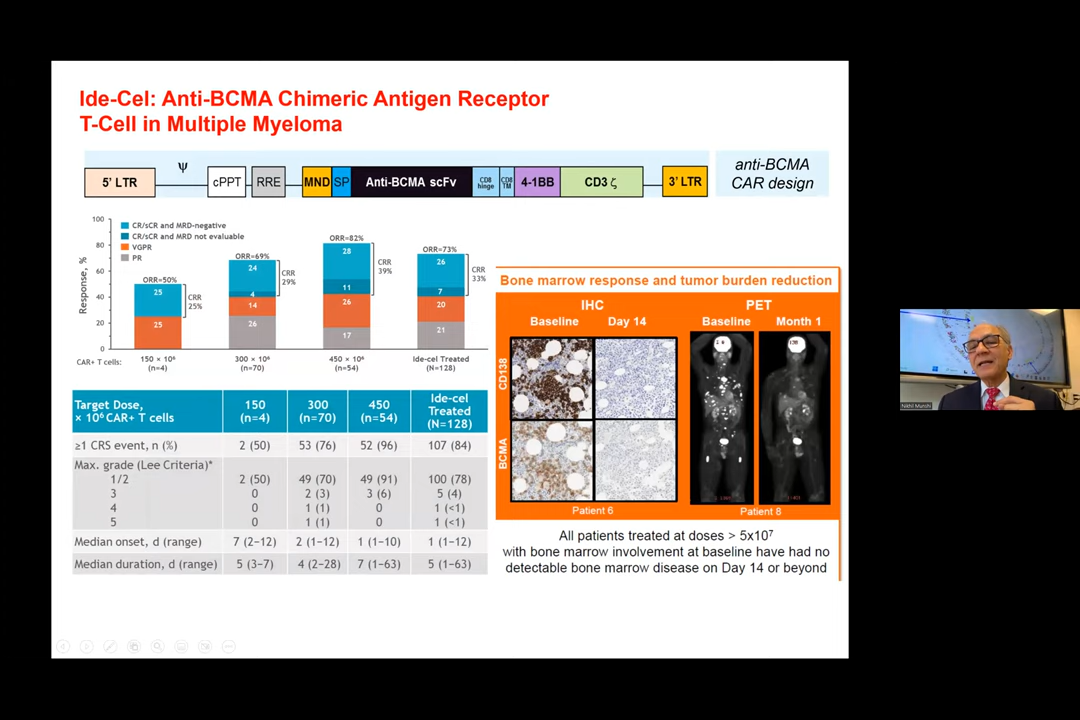 Ide-Cel: Anti-BCMA Chimeric Antigen Receptor
T-Cell in Multiple Myeloma
5' LTR
Ψ
cPPT
RRE
MND
SP
Anti-BCMA scFv
CD8 hinge
CD8 TM
4-1BB
CD3 ζ
3' LTR
anti-BCMA
CAR design
Response, %
100
80
60
40
20
0
CR/sCR and MRD-negative
CR/sCR and MRD not evaluable
VGPR
PR
ORR=50%
25
25
CRR
25%
ORR=69%
24
4
14
26
CRR
29%
ORR=82%
28
11
26
17
CRR
39%
ORR=73%
26
7
20
21
CRR
33%
CAR+ T cells:
150 × 10⁶
(n=4)
300 × 10⁶
(n=70)
450 × 10⁶
(n=54)
Ide-cel Treated
(N=128)
Target Dose,
× 10⁶ CAR+ T cells
150
(n=4)
300
(n=70)
450
(n=54)
Ide-cel
Treated
(N=128)
≥1 CRS event, n (%) 2 (50) 53 (76) 52 (96) 107 (84)
Max. grade (Lee Criteria)*
1/2 2 (50) 49 (70) 49 (91) 100 (78)
3 0 2 (3) 3 (6) 5 (4)
4 0 1 (1) 0 1 (<1)
5 0 1 (1) 0 1 (<1)
Median onset, d (range) 7 (2–12) 2 (1–12) 1 (1–10) 1 (1–12)
Median duration, d (range) 5 (3–7) 4 (2–28) 7 (1–63) 5 (1–63)
Bone marrow response and tumor burden reduction
IHC
Baseline Day 14
CD138
BCMA
Patient 6
PET
Baseline Month 1
Patient 8
All patients treated at doses > 5x10⁷
with bone marrow involvement at baseline have had no
detectable bone marrow disease on Day 14 or beyond
Nikhil Munshi